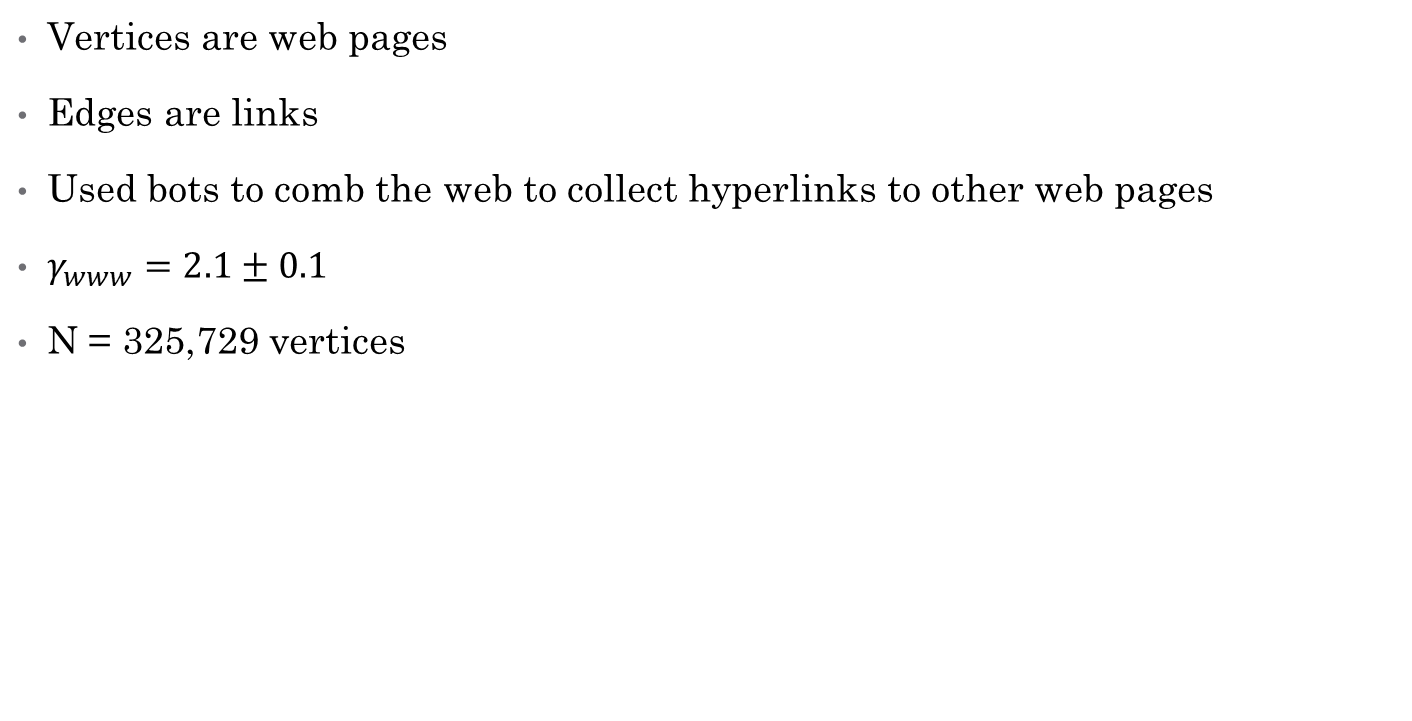 • Vertices are web pages
• Edges are links
• Used bots to comb the web to collect hyperlinks to other web pages
• γ_www = 2.1 ± 0.1
• N = 325,729 vertices